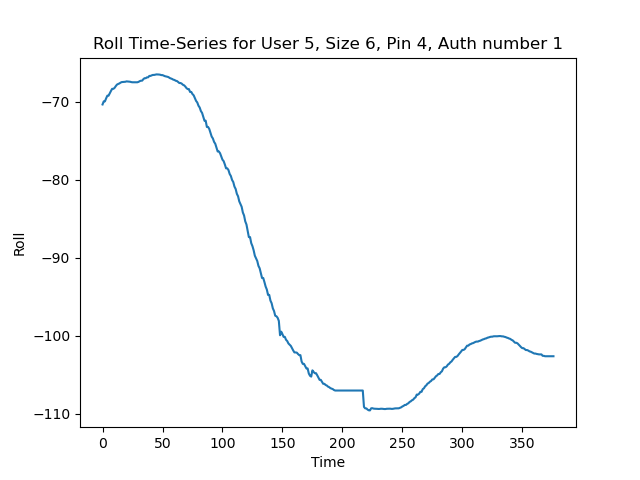 Roll Time-Series for User 5, Size 6, Pin 4, Auth number 1
−70
−80
−90
−100
−110
Roll
0 50 100 150 200 250 300 350
Time